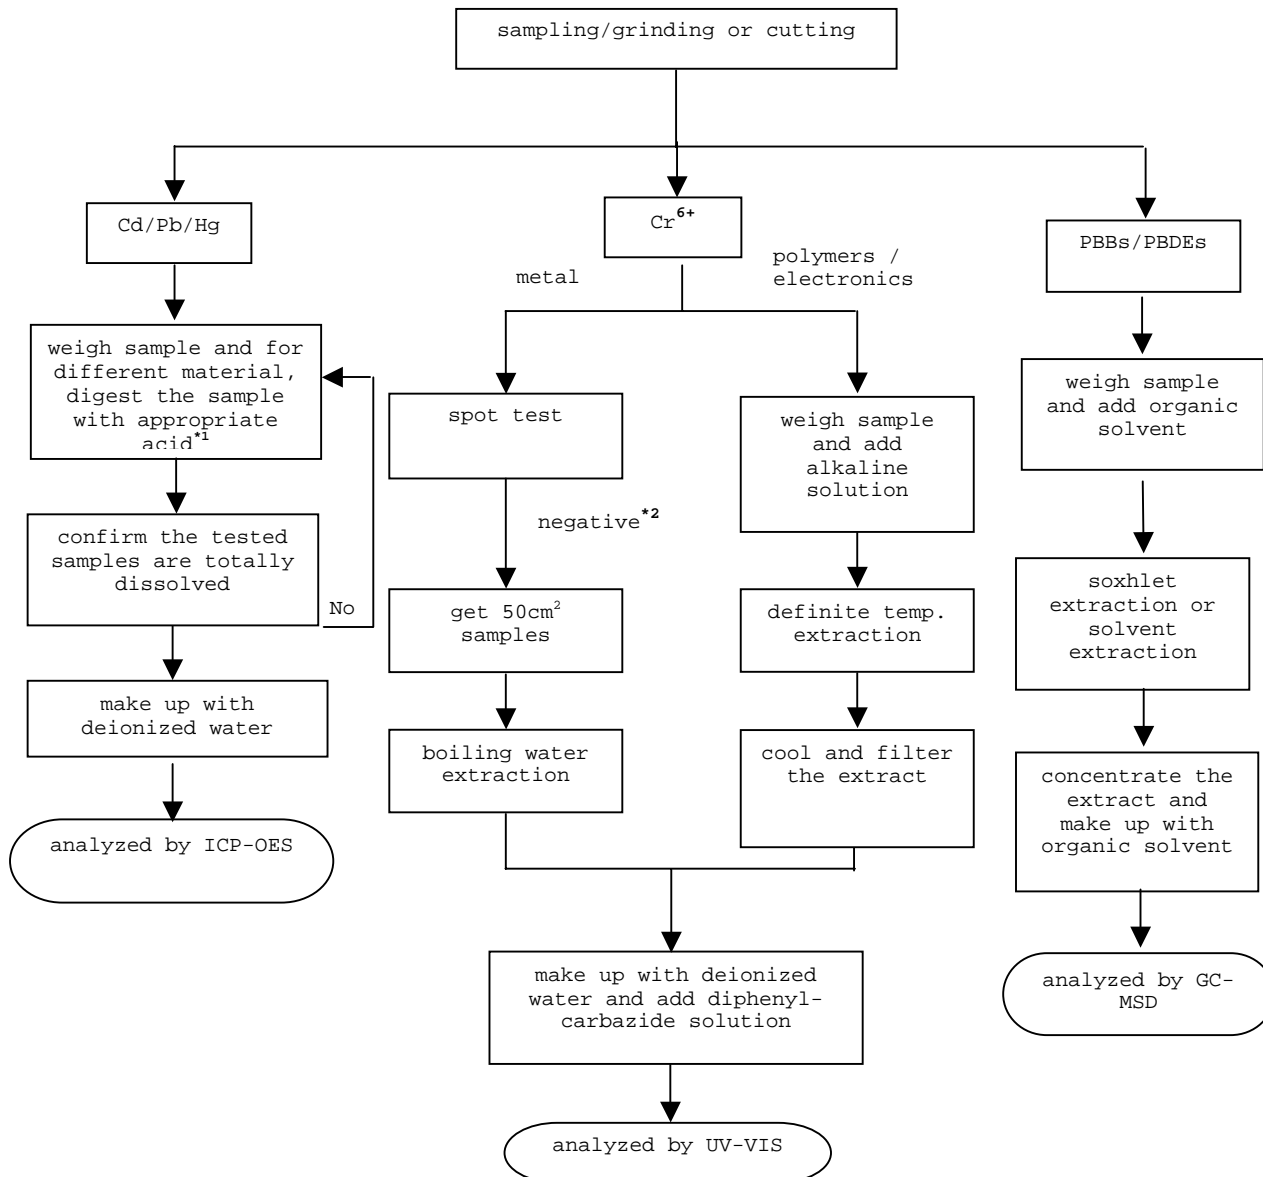 sampling/grinding or cutting
Cd/Pb/Hg
weigh sample and for
different material,
digest the sample
with appropriate
acid*1
confirm the tested
samples are totally
dissolved
No
make up with
deionized water
analyzed by ICP-OES
Cr6+
metal
polymers /
electronics
spot test
negative*2
get 50cm2
samples
boiling water
extraction
weigh sample
and add
alkaline
solution
definite temp.
extraction
cool and filter
the extract
make up with deionized
water and add diphenyl-
carbazide solution
analyzed by UV-VIS
PBBs/PBDEs
weigh sample
and add organic
solvent
soxhlet
extraction or
solvent
extraction
concentrate the
extract and
make up with
organic solvent
analyzed by GC-
MSD